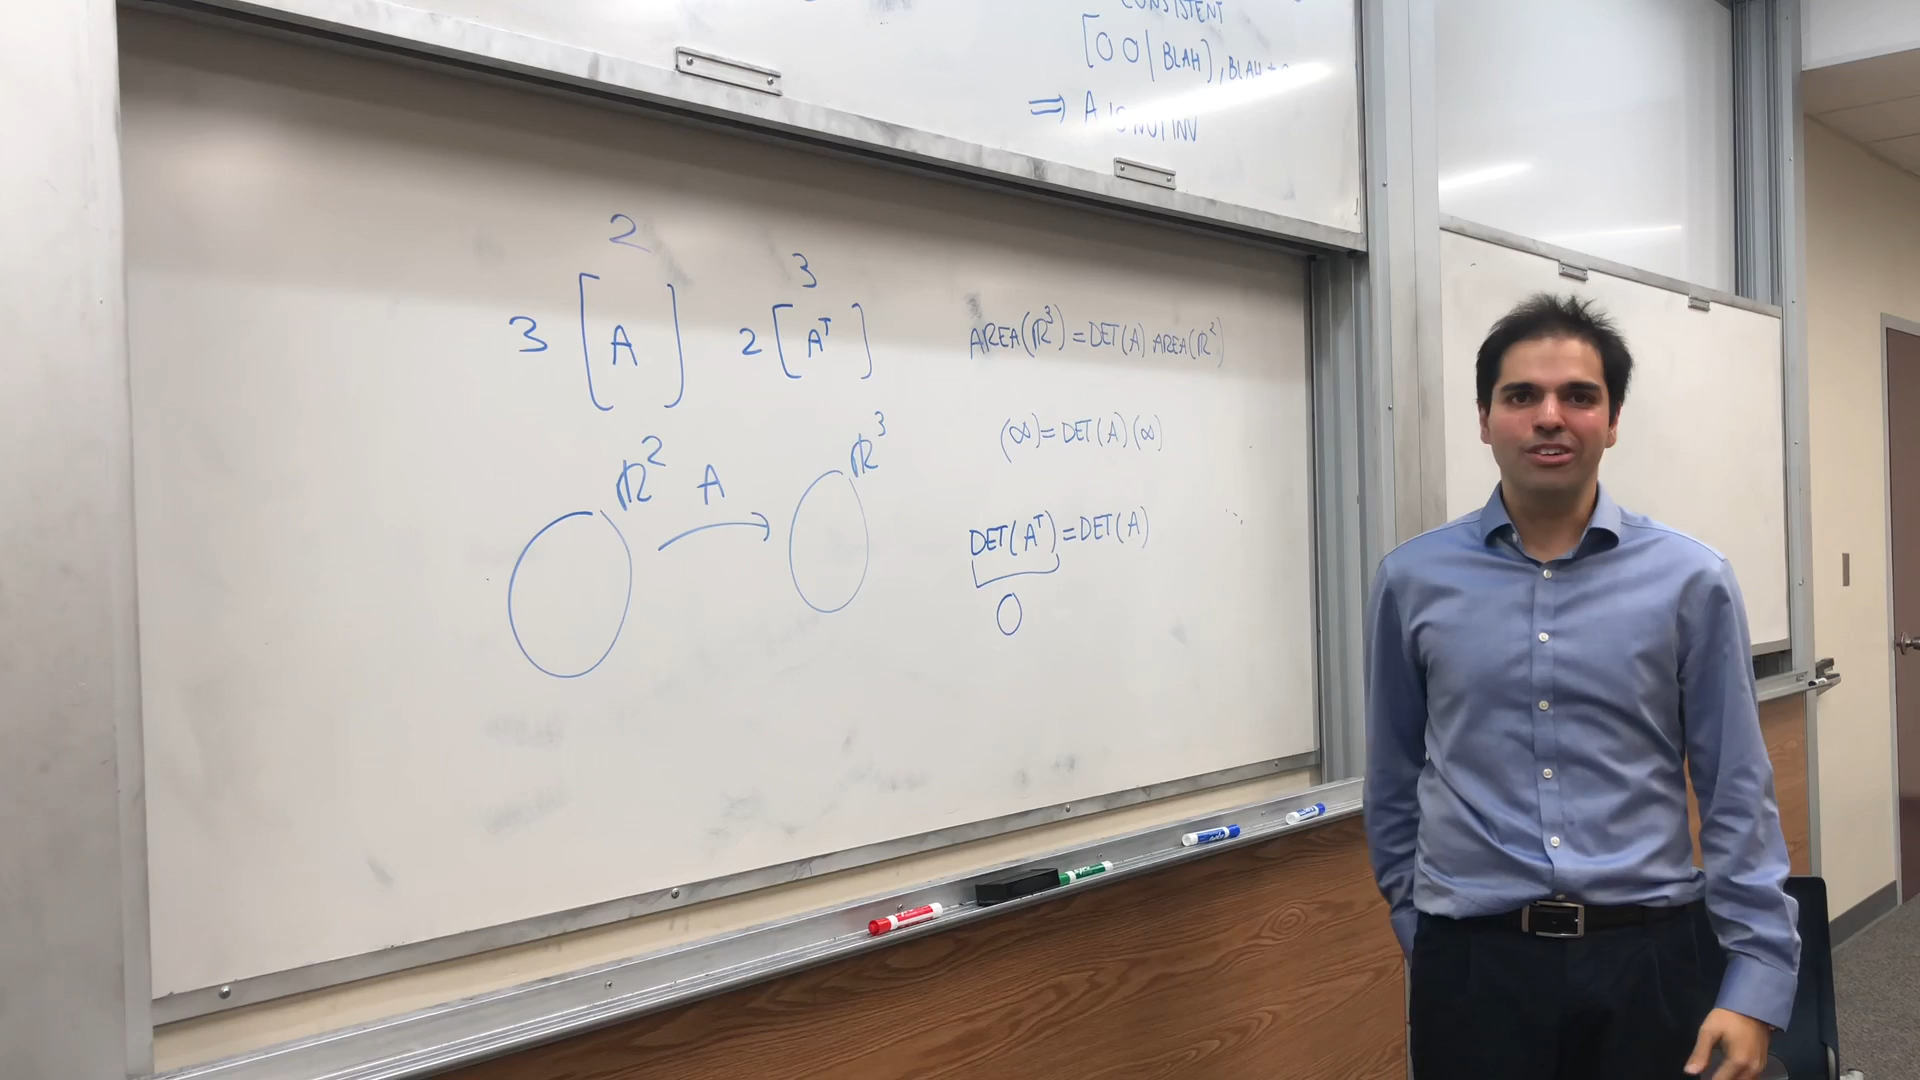 CONSISTENT
[0 0 | BLAH], BLAH ≠
⇒ A IS NOT INV
2
3 [A]
3
2 [Aᵀ]
ℝ² A ℝ³
AREA(ℝ³) = DET(A) AREA(ℝ²)
(∞) = DET(A) (∞)
DET(Aᵀ) = DET(A)
0